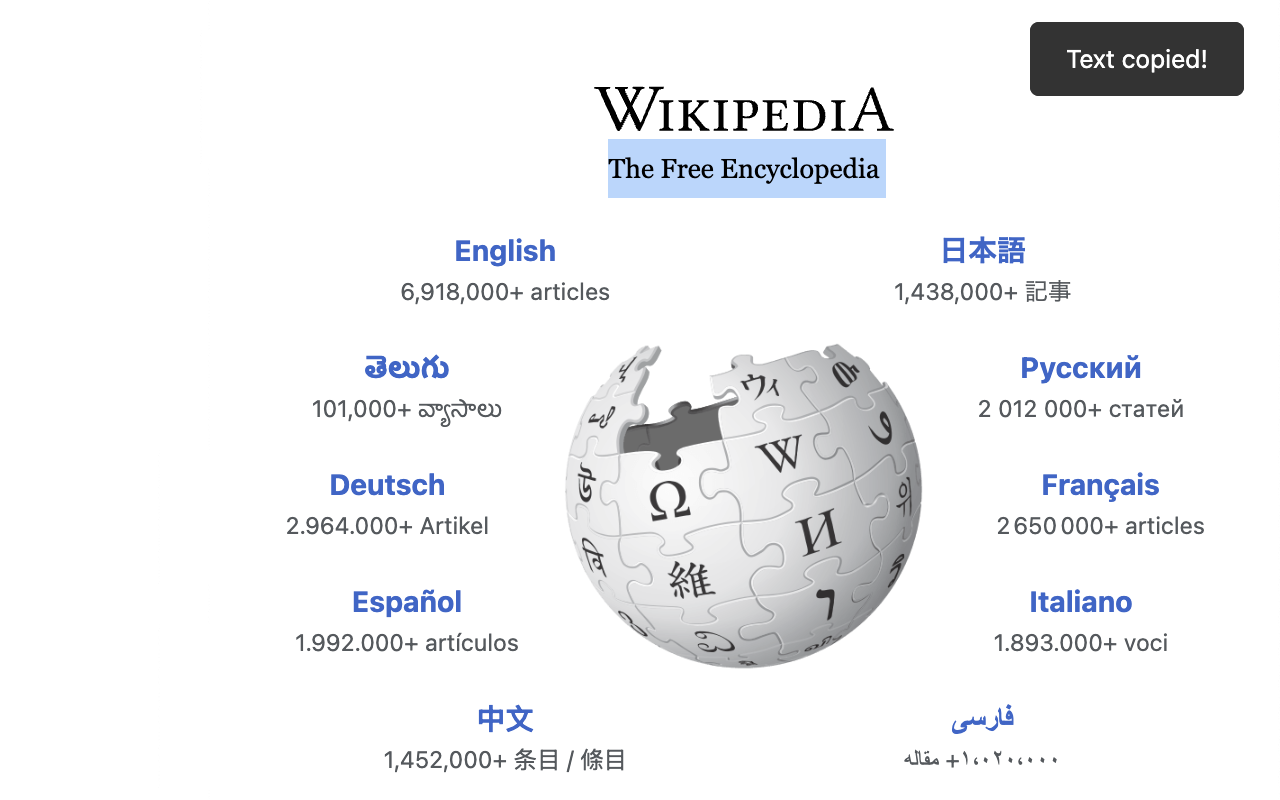 Text copied!
WIKIPEDIA
The Free Encyclopedia
English
6,918,000+ articles
日本語
1,438,000+ 記事
తెలుగు
101,000+ వ్యాసాలు
Русский
2 012 000+ статей
Deutsch
2.964.000+ Artikel
Français
2 650 000+ articles
Español
1.992.000+ artículos
Italiano
1.893.000+ voci
中文
1,452,000+ 条目 / 條目
فارسی
۱٬۰۲۰٬۰۰۰+ مقاله
Ω
W
И
維
ウィ
위
و